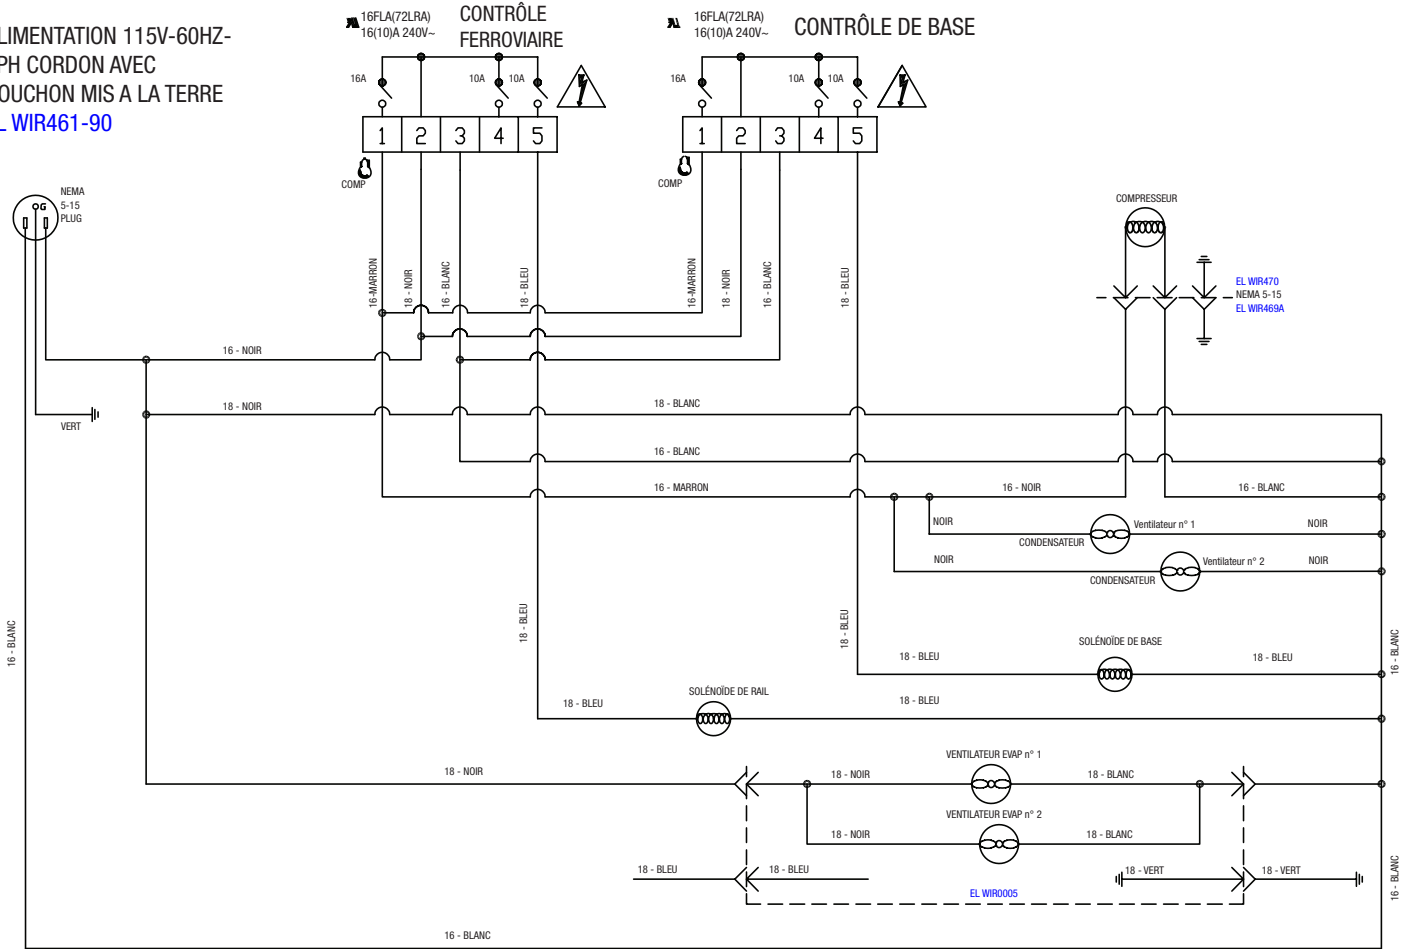 LIMENTATION 115V-60HZ-
PH CORDON AVEC
OUCHON MIS A LA TERRE
L WIR461-90
16FLA(72LRA)
16(10)A 240V~
CONTRÔLE
FERROVIAIRE
16FLA(72LRA)
16(10)A 240V~
CONTRÔLE DE BASE
16A
10A
10A
16A
10A
10A
1 2 3 4 5
1 2 3 4 5
COMP
COMP
NEMA
5-15
PLUG
G
COMPRESSEUR
16-MARRON
18 - NOIR
16 - BLANC
18 - BLEU
16-MARRON
18 - NOIR
16 - BLANC
18 - BLEU
EL WIR470
NEMA 5-15
EL WIR469A
16 - NOIR
18 - NOIR
18 - BLANC
VERT
16 - BLANC
16 - MARRON
16 - NOIR
16 - BLANC
NOIR
Ventilateur n° 1
NOIR
CONDENSATEUR
NOIR
Ventilateur n° 2
NOIR
CONDENSATEUR
16 - BLANC
18 - BLEU
18 - BLEU
16 - BLANC
SOLÉNOÏDE DE BASE
18 - BLEU
18 - BLEU
SOLÉNOÏDE DE RAIL
18 - BLEU
18 - BLEU
VENTILATEUR EVAP n° 1
18 - NOIR
18 - NOIR
18 - BLANC
VENTILATEUR EVAP n° 2
18 - NOIR
18 - BLANC
18 - BLEU
18 - BLEU
18 - VERT
18 - VERT
16 - BLANC
EL WIR0005
16 - BLANC